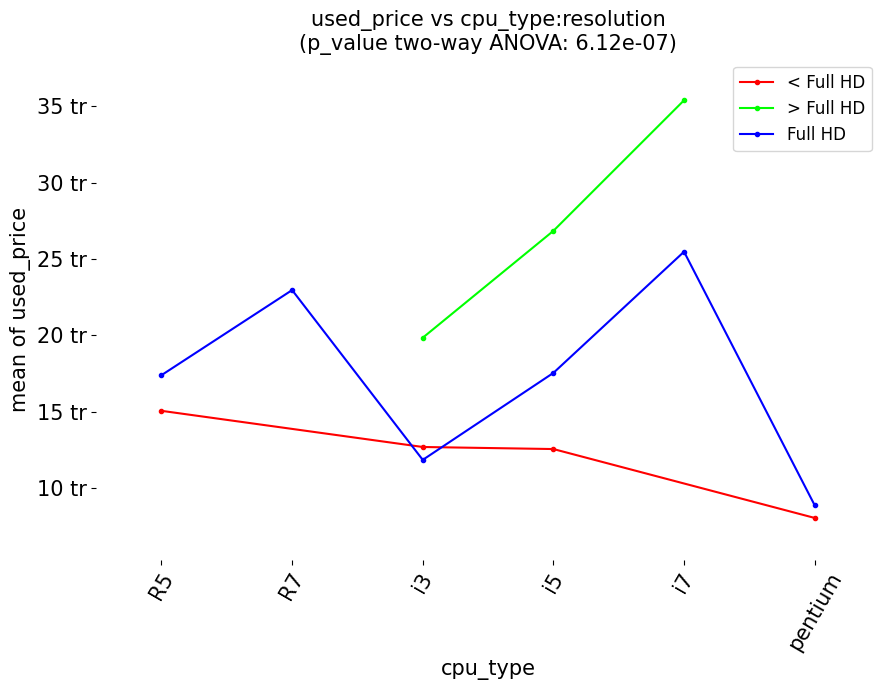 used_price vs cpu_type:resolution
(p_value two-way ANOVA: 6.12e-07)
< Full HD
> Full HD
Full HD
35 tr
30 tr
25 tr
20 tr
15 tr
10 tr
mean of used_price
R5
R7
i3
i5
i7
pentium
cpu_type